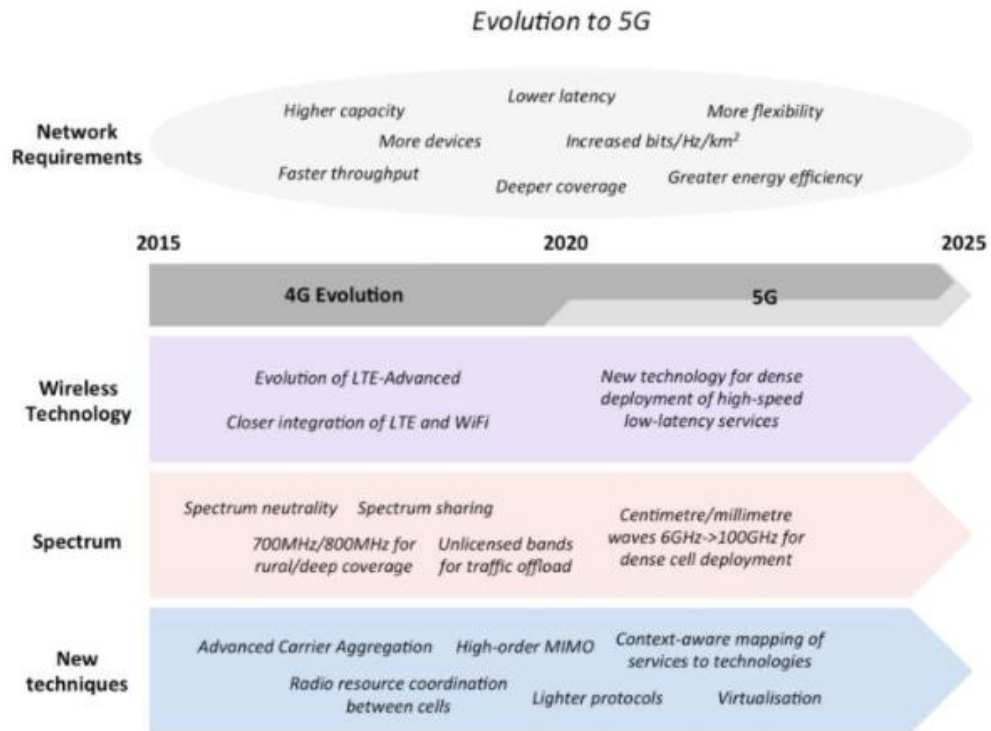 Evolution to 5G
Network
Requirements
Higher capacity
Lower latency
More flexibility
More devices
Increased bits/Hz/km²
Faster throughput
Deeper coverage
Greater energy efficiency
2015
2020
2025
4G Evolution
5G
Wireless
Technology
Evolution of LTE-Advanced
Closer integration of LTE and WiFi
New technology for dense
deployment of high-speed
low-latency services
Spectrum
Spectrum neutrality
Spectrum sharing
700MHz/800MHz for
rural/deep coverage
Unlicensed bands
for traffic offload
Centimetre/millimetre
waves 6GHz->100GHz for
dense cell deployment
New
techniques
Advanced Carrier Aggregation
High-order MIMO
Context-aware mapping of
services to technologies
Radio resource coordination
between cells
Lighter protocols
Virtualisation